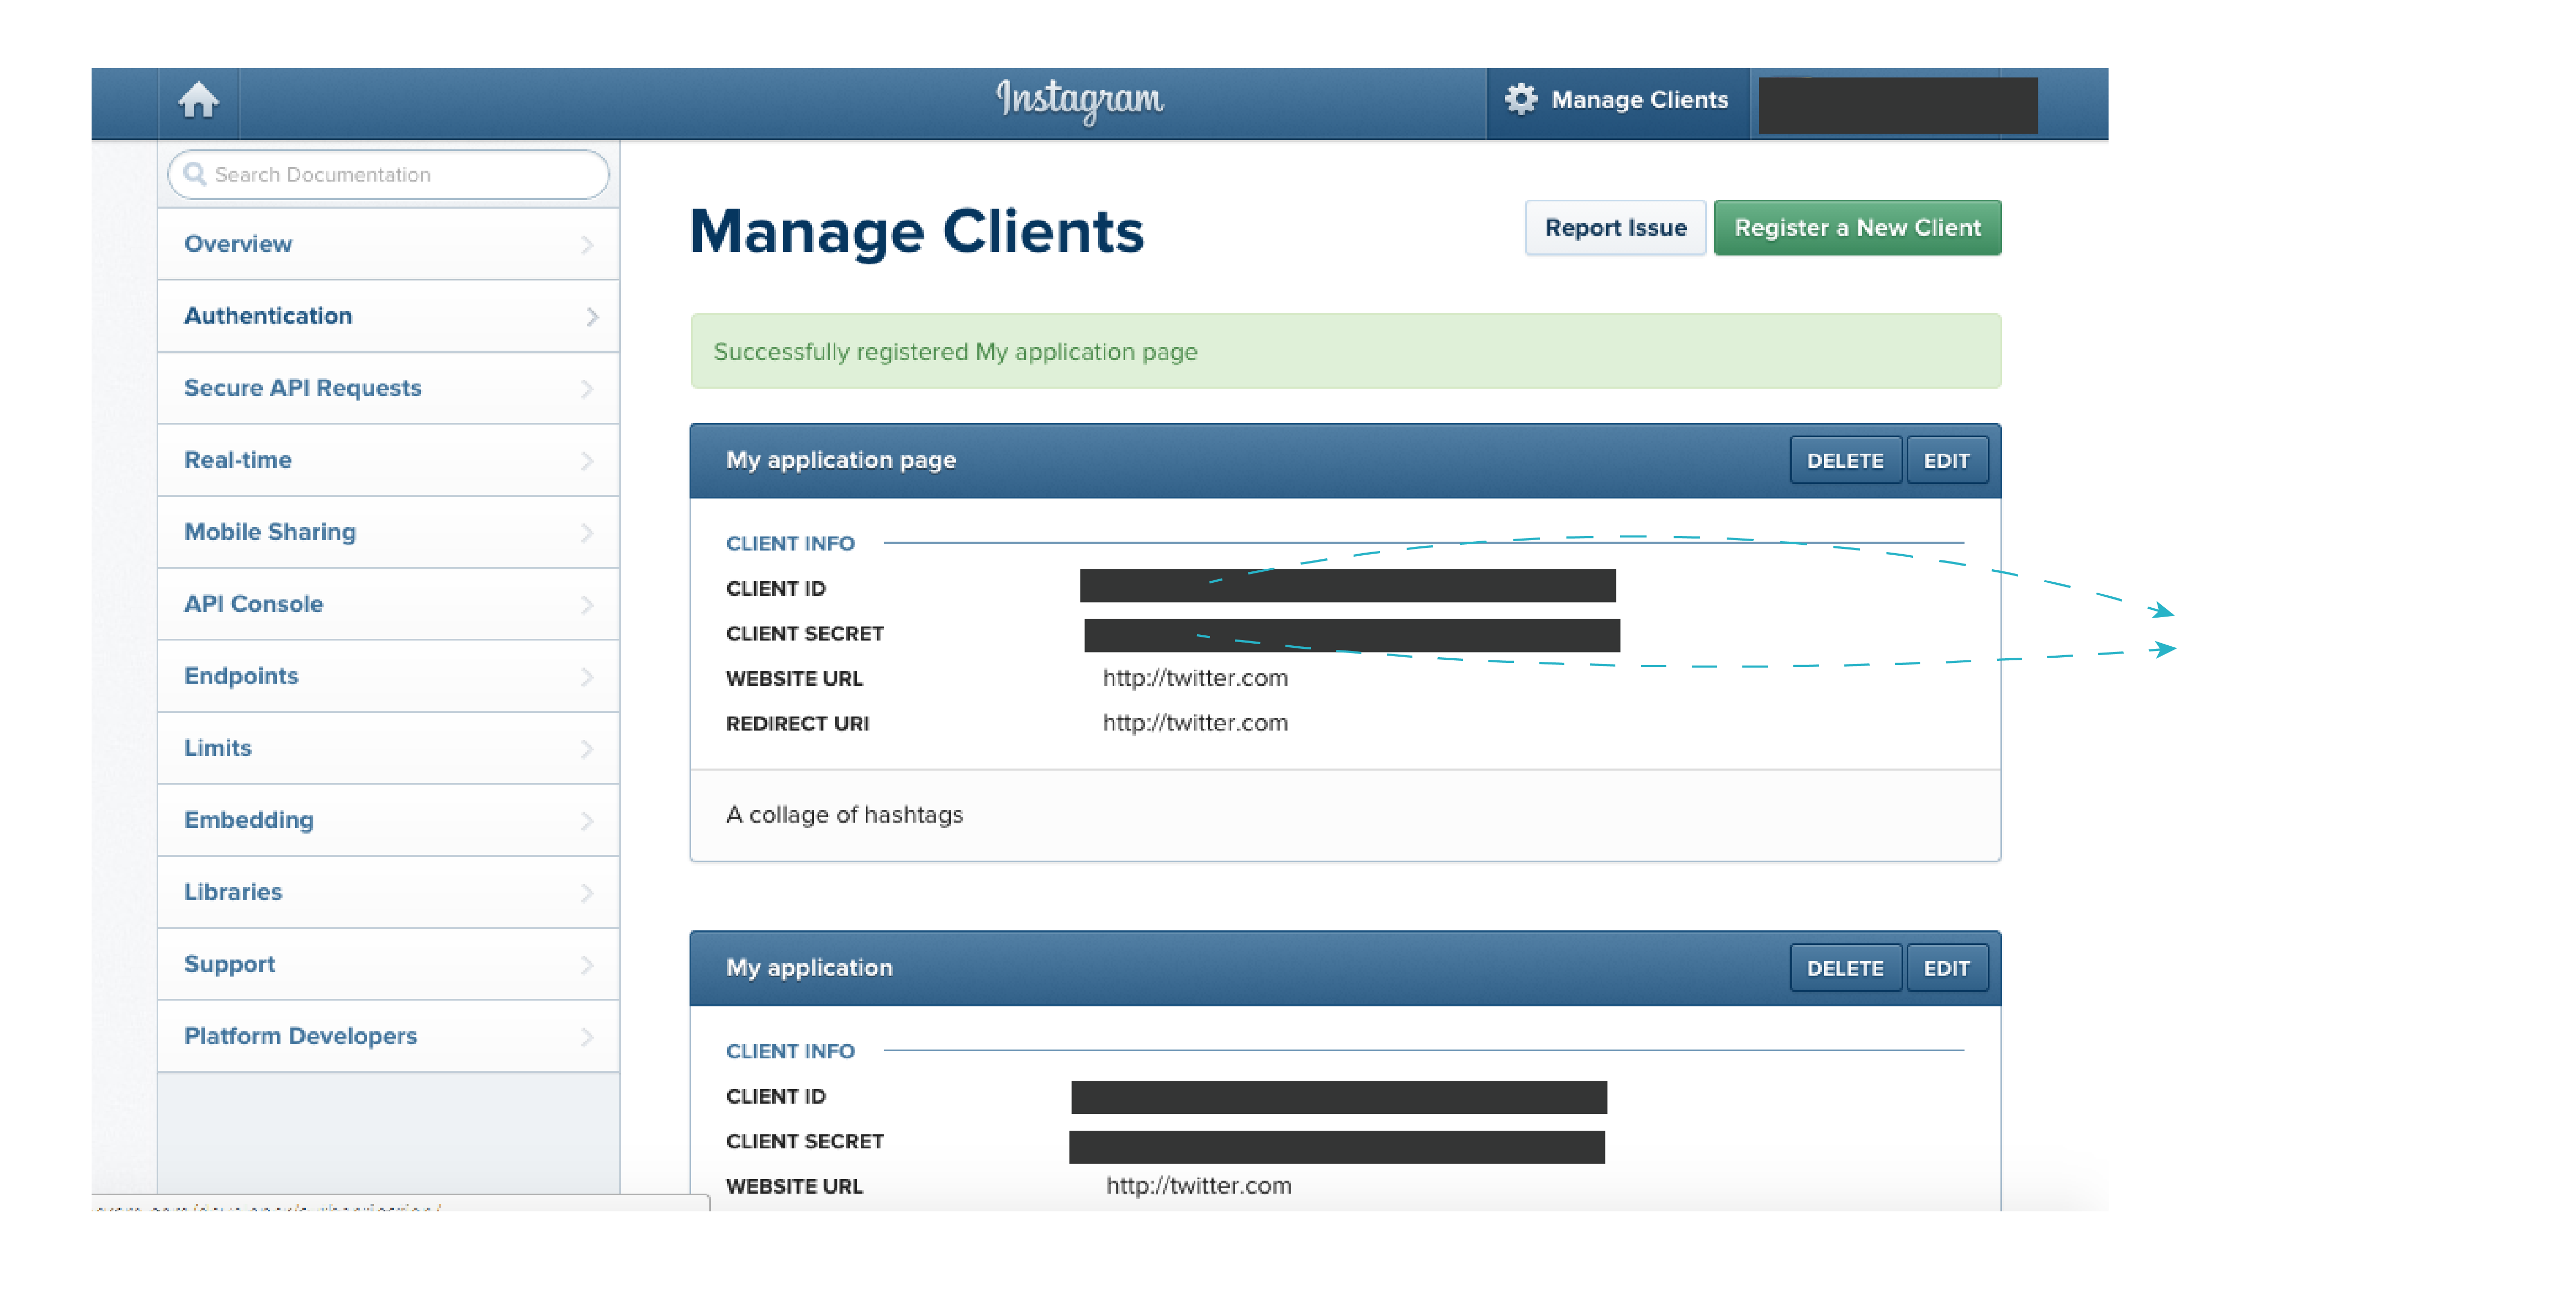 Instagram
Manage Clients
Search Documentation
Overview
Authentication
Secure API Requests
Real-time
Mobile Sharing
API Console
Endpoints
Limits
Embedding
Libraries
Support
Platform Developers
Manage Clients
Report Issue
Register a New Client
Successfully registered My application page
My application page
DELETE
EDIT
CLIENT INFO
CLIENT ID
CLIENT SECRET
WEBSITE URL http://twitter.com
REDIRECT URI http://twitter.com
A collage of hashtags
My application
DELETE
EDIT
CLIENT INFO
CLIENT ID
CLIENT SECRET
WEBSITE URL http://twitter.com